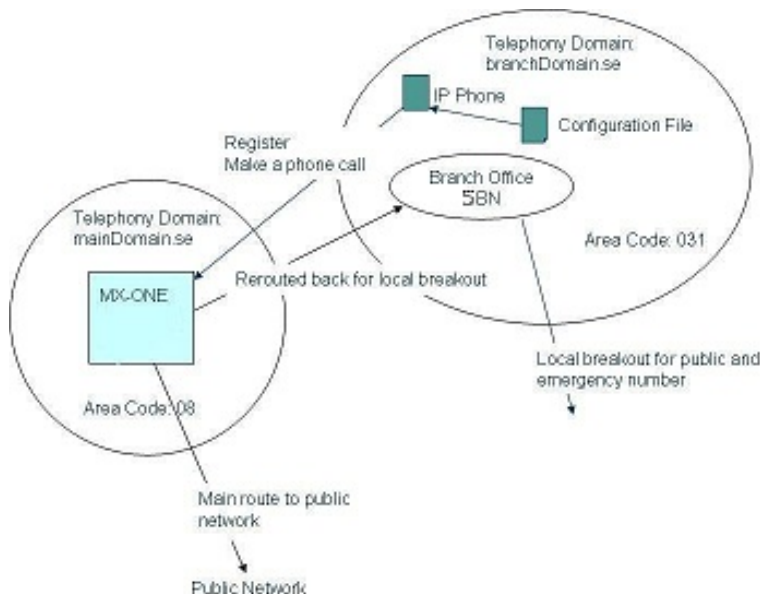 Telephony Domain:
branchDomain.se
IP Phone
Configuration File
Register
Make a phone call
Branch Office
SBN
Telephony Domain:
mainDomain.se
Area Code: 031
MX-ONE
Rerouted back for local breakout
Local breakout for public and
emergency number
Area Code: 08
Main route to public
network
Public Network